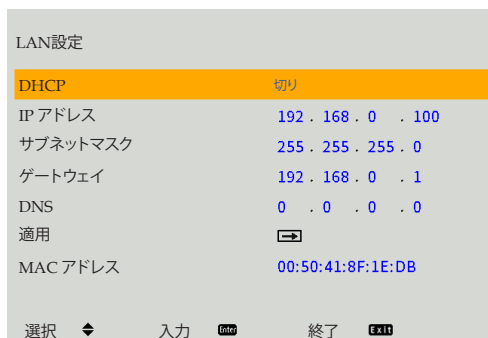 LAN設定
DHCP 切り
IP アドレス 192 . 168 . 0 . 100
サブネットマスク 255 . 255 . 255 . 0
ゲートウェイ 192 . 168 . 0 . 1
DNS 0 . 0 . 0 . 0
適用
MAC アドレス 00:50:41:8F:1E:DB
選択 入力 Enter 終了 Exit